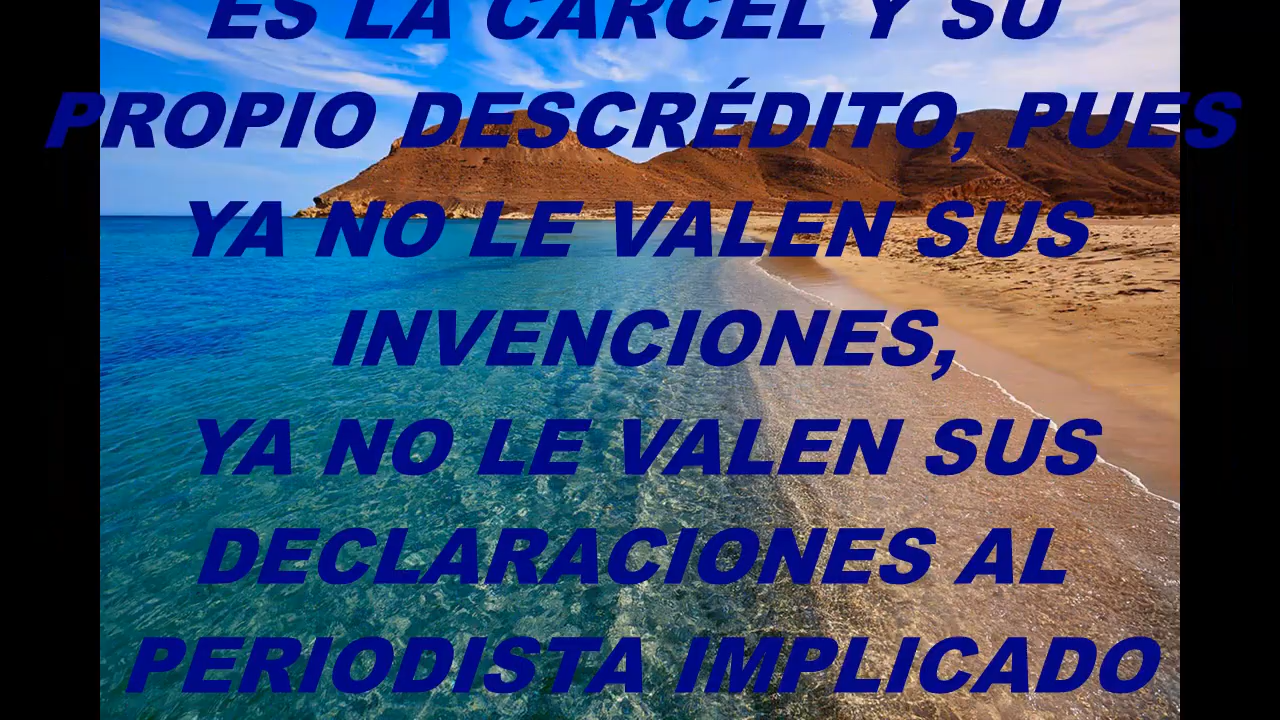 ES LA CÁRCEL Y SU
PROPIO DESCRÉDITO, PUES
YA NO LE VALEN SUS
INVENCIONES,
YA NO LE VALEN SUS
DECLARACIONES AL
PERIODISTA IMPLICADO